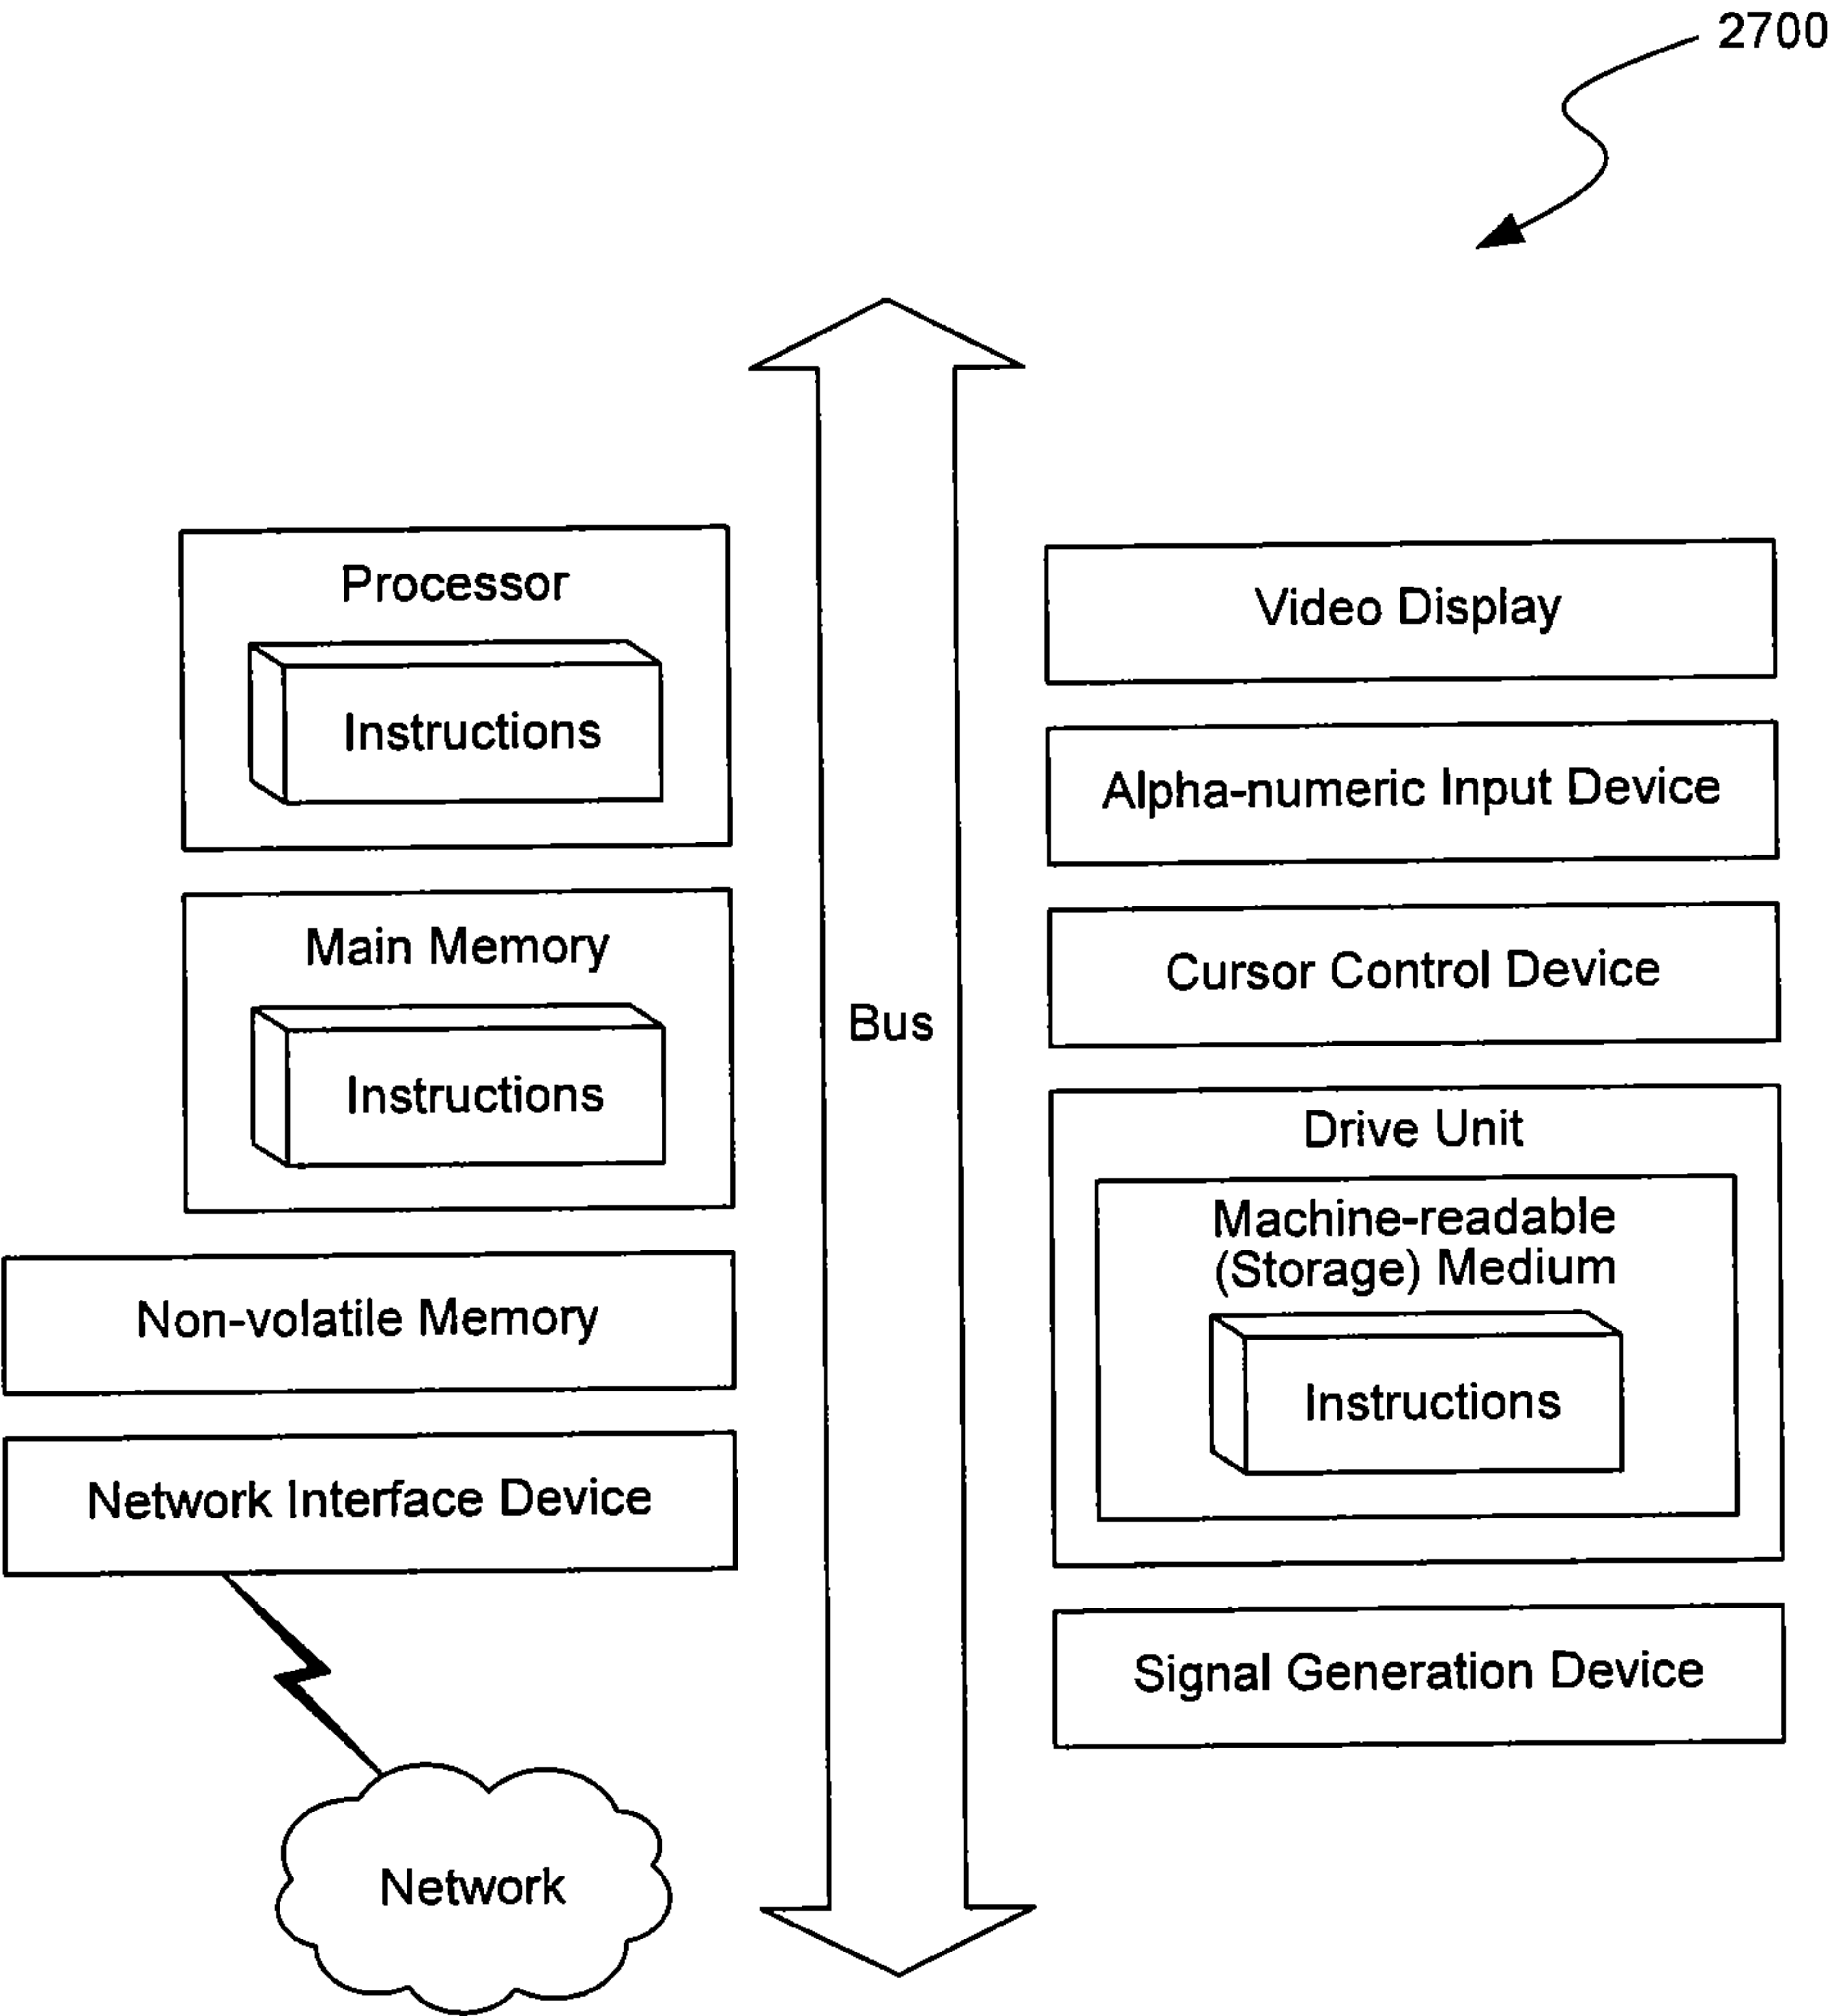 2700
Processor
Instructions
Main Memory
Instructions
Non-volatile Memory
Network Interface Device
Network
Bus
Video Display
Alpha-numeric Input Device
Cursor Control Device
Drive Unit
Machine-readable
(Storage) Medium
Instructions
Signal Generation Device